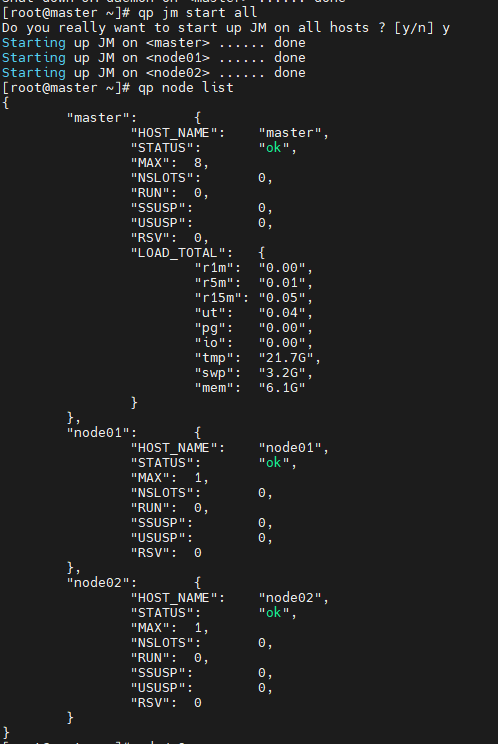 [root@master ~]# qp jm start all
Do you really want to start up JM on all hosts ? [y/n] y
Starting up JM on <master> ...... done
Starting up JM on <node01> ...... done
Starting up JM on <node02> ...... done
[root@master ~]# qp node list
{
"master": {
"HOST_NAME": "master",
"STATUS": "ok",
"MAX": 8,
"NSLOTS": 0,
"RUN": 0,
"SSUSP": 0,
"USUSP": 0,
"RSV": 0,
"LOAD_TOTAL": {
"r1m": "0.00",
"r5m": "0.01",
"r15m": "0.05",
"ut": "0.04",
"pg": "0.00",
"io": "0.00",
"tmp": "21.7G",
"swp": "3.2G",
"mem": "6.1G"
}
},
"node01": {
"HOST_NAME": "node01",
"STATUS": "ok",
"MAX": 1,
"NSLOTS": 0,
"RUN": 0,
"SSUSP": 0,
"USUSP": 0,
"RSV": 0
},
"node02": {
"HOST_NAME": "node02",
"STATUS": "ok",
"MAX": 1,
"NSLOTS": 0,
"RUN": 0,
"SSUSP": 0,
"USUSP": 0,
"RSV": 0
}
}